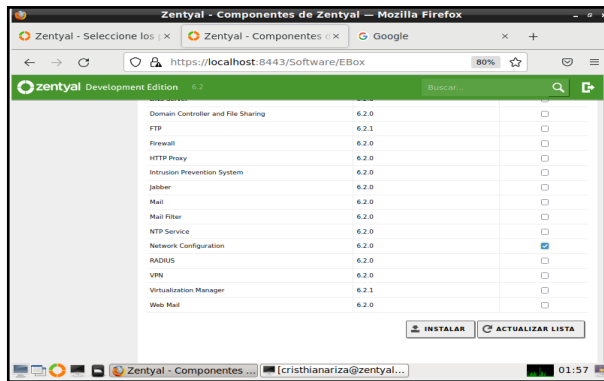 Zentyal - Componentes de Zentyal — Mozilla Firefox
Zentyal - Seleccione los
Zentyal - Componentes
Google
https://localhost:8443/Software/EBox
80%
zentyal Development Edition 6.2
Buscar...
Domain Controller and File Sharing 6.2.0
FTP 6.2.1
Firewall 6.2.0
HTTP Proxy 6.2.0
Intrusion Prevention System 6.2.0
Jabber 6.2.0
Mail 6.2.0
Mail Filter 6.2.0
NTP Service 6.2.0
Network Configuration 6.2.0
RADIUS 6.2.0
VPN 6.2.0
Virtualization Manager 6.2.1
Web Mail 6.2.0
INSTALAR ACTUALIZAR LISTA
Zentyal - Componentes ... [cristhianariza@zentyal... 01:57